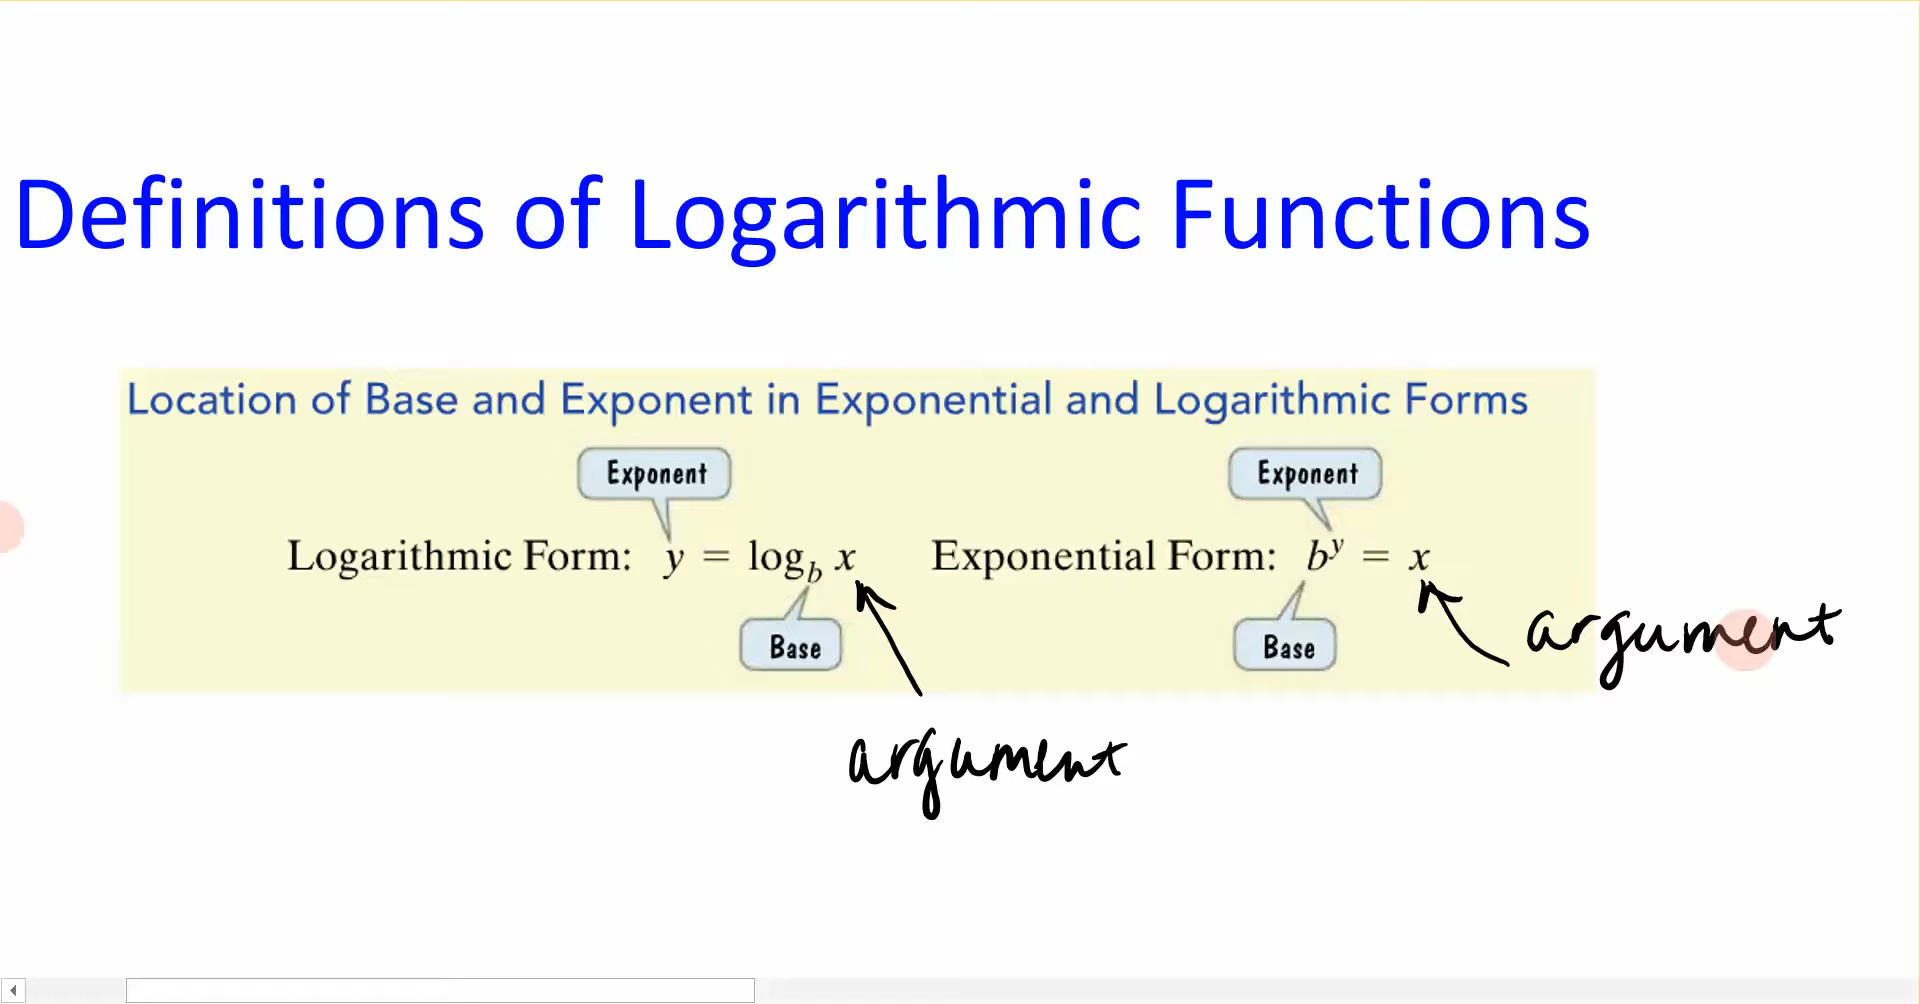 Definitions of Logarithmic Functions
Location of Base and Exponent in Exponential and Logarithmic Forms
Exponent
Exponent
Logarithmic Form: y = log_b x
Exponential Form: b^y = x
Base
Base
argument
argument